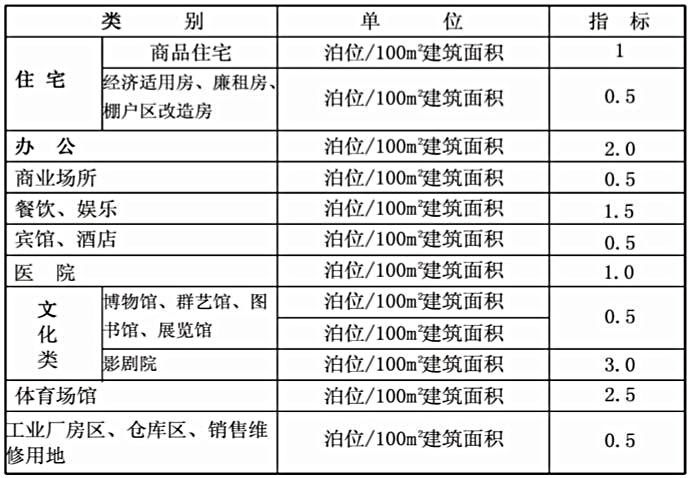 类 别 单 位 指 标
住 宅 商品住宅 泊位/100m²建筑面积 1
经济适用房、廉租房、
棚户区改造房 泊位/100m²建筑面积 0.5
办 公 泊位/100m²建筑面积 2.0
商业场所 泊位/100m²建筑面积 0.5
餐饮、娱乐 泊位/100m²建筑面积 1.5
宾馆、酒店 泊位/100m²建筑面积 0.5
医 院 泊位/100m²建筑面积 1.0
文化类 博物馆、群艺馆、图 泊位/100m²建筑面积 0.5
书馆、展览馆 泊位/100m²建筑面积
影剧院 泊位/100m²建筑面积 3.0
体育场馆 泊位/100m²建筑面积 2.5
工业厂房区、仓库区、销售维
修用地 泊位/100m²建筑面积 0.5